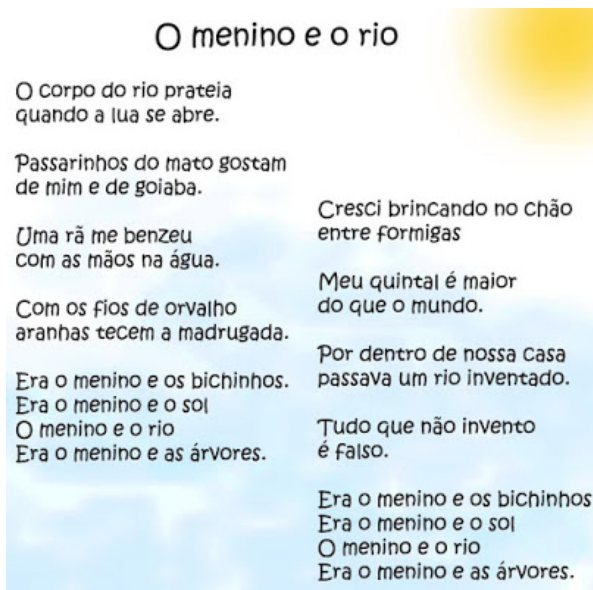 O menino e o rio
O corpo do rio prateia
quando a lua se abre.
Passarinhos do mato gostam
de mim e de goiaba.
Uma rã me benzeu
com as mãos na água.
Com os fios de orvalho
aranhas tecem a madrugada.
Era o menino e os bichinhos.
Era o menino e o sol
O menino e o rio
Era o menino e as árvores.
Cresci brincando no chão
entre formigas
Meu quintal é maior
do que o mundo.
Por dentro de nossa casa
passava um rio inventado.
Tudo que não invento
é falso.
Era o menino e os bichinhos
Era o menino e o sol
O menino e o rio
Era o menino e as árvores.